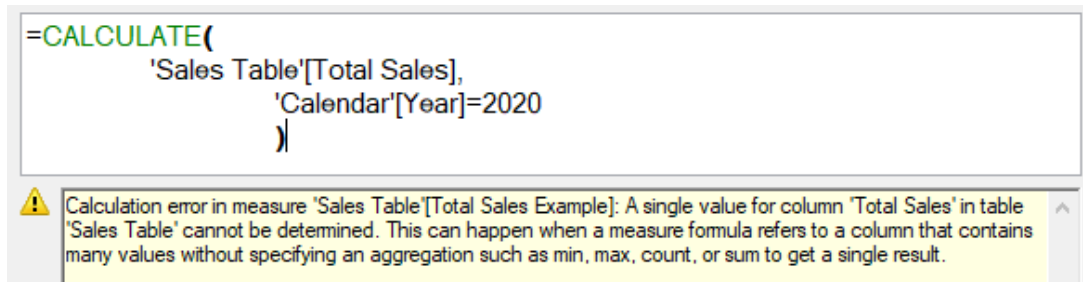 =CALCULATE(
'Sales Table'[Total Sales],
'Calendar'[Year]=2020
)
Calculation error in measure 'Sales Table'[Total Sales Example]: A single value for column 'Total Sales' in table
'Sales Table' cannot be determined. This can happen when a measure formula refers to a column that contains
many values without specifying an aggregation such as min, max, count, or sum to get a single result.